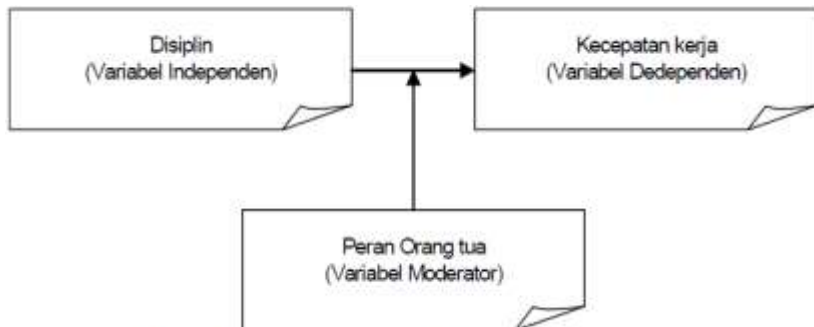 Disiplin
(Variabel Independen)
Kecepatan kerja
(Variabel Dedependen)
Peran Orang tua
(Variabel Moderator)